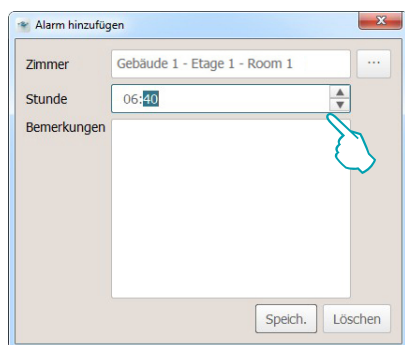 Alarm hinzufügen
Zimmer Gebäude 1 - Etage 1 - Room 1 ...
Stunde 06:40
Bemerkungen
Speich. Löschen